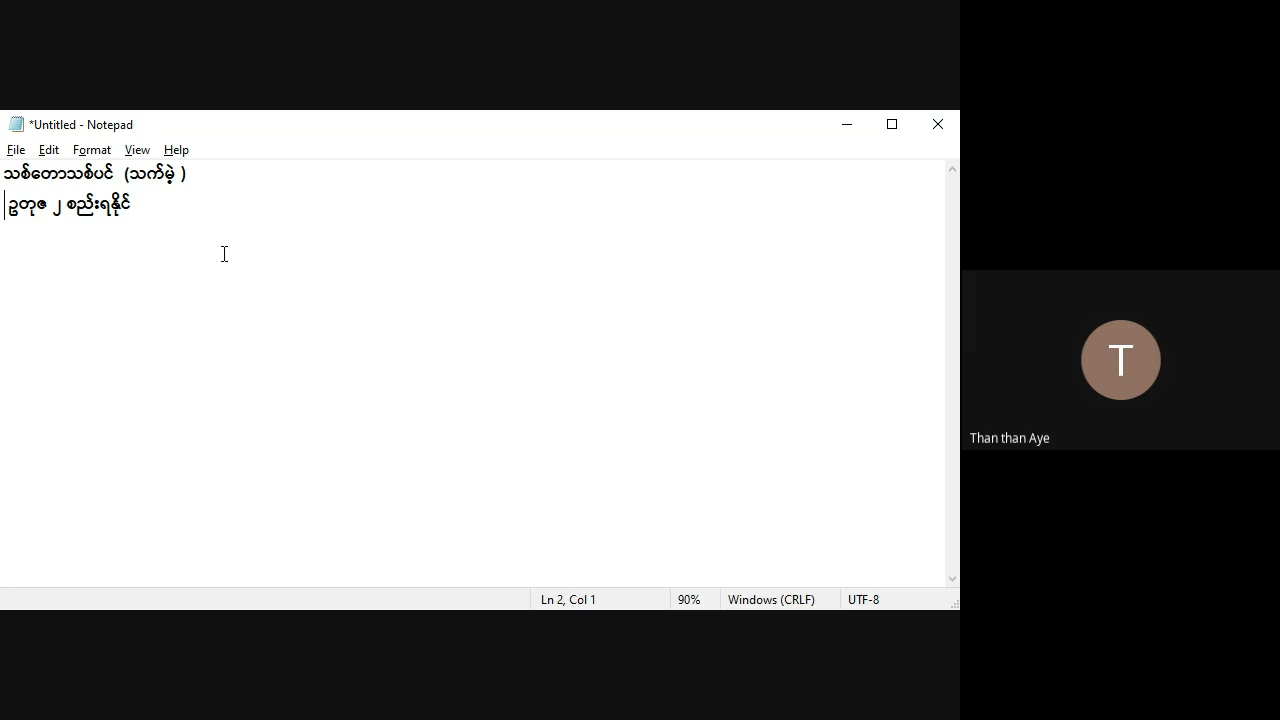 *Untitled - Notepad
File Edit Format View Help
သစ်တောသစ်ပင် (သက်မဲ့ )
ဥတုဇ ၂ စည်းရနိုင်
T
Than than Aye
Ln 2, Col 1 90% Windows (CRLF) UTF-8